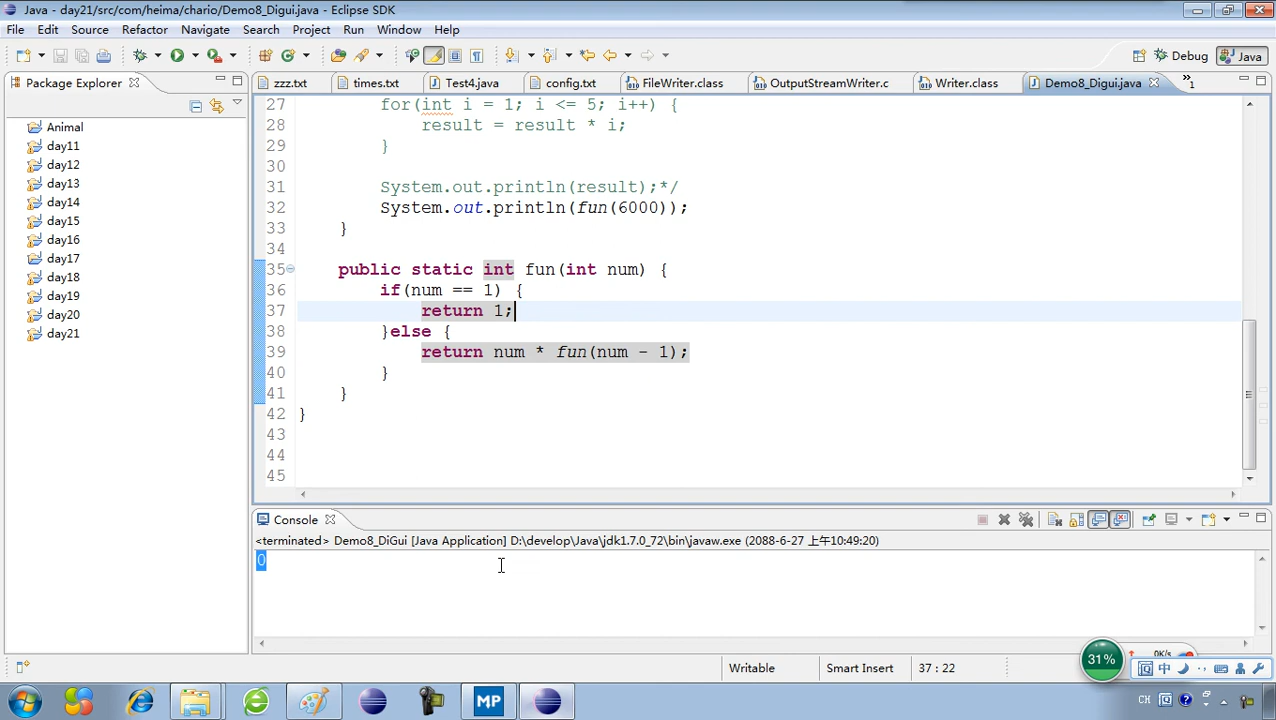 Java - day21/src/com/heima/chario/Demo8_Digui.java - Eclipse SDK
File Edit Source Refactor Navigate Search Project Run Window Help
Debug Java
Package Explorer
zzz.txt times.txt Test4.java config.txt FileWriter.class OutputStreamWriter.c Writer.class Demo8_Digui.java »1
Animal
day11
day12
day13
day14
day15
day16
day17
day18
day19
day20
day21
27 for(int i = 1; i <= 5; i++) {
28 result = result * i;
29 }
30
31 System.out.println(result);*/
32 System.out.println(fun(6000));
33 }
34
35 public static int fun(int num) {
36 if(num == 1) {
37 return 1;
38 }else {
39 return num * fun(num - 1);
40 }
41 }
42 }
43
44
45
Console
<terminated> Demo8_DiGui [Java Application] D:\develop\Java\jdk1.7.0_72\bin\javaw.exe (2088-6-27 上午10:49:20)
0
Writable Smart Insert 37 : 22
31% 0K/s 中
MP CH